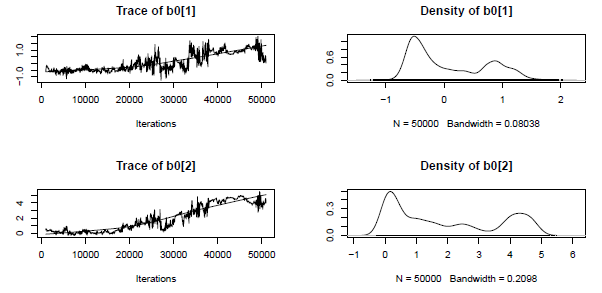 Trace of b0[1]
−1.0
1.0
0 10000 20000 30000 40000 50000
Iterations
Density of b0[1]
0.0
0.6
−1 0 1 2
N = 50000 Bandwidth = 0.08038
Trace of b0[2]
0
2
4
0 10000 20000 30000 40000 50000
Iterations
Density of b0[2]
0.0
0.3
−1 0 1 2 3 4 5 6
N = 50000 Bandwidth = 0.2098